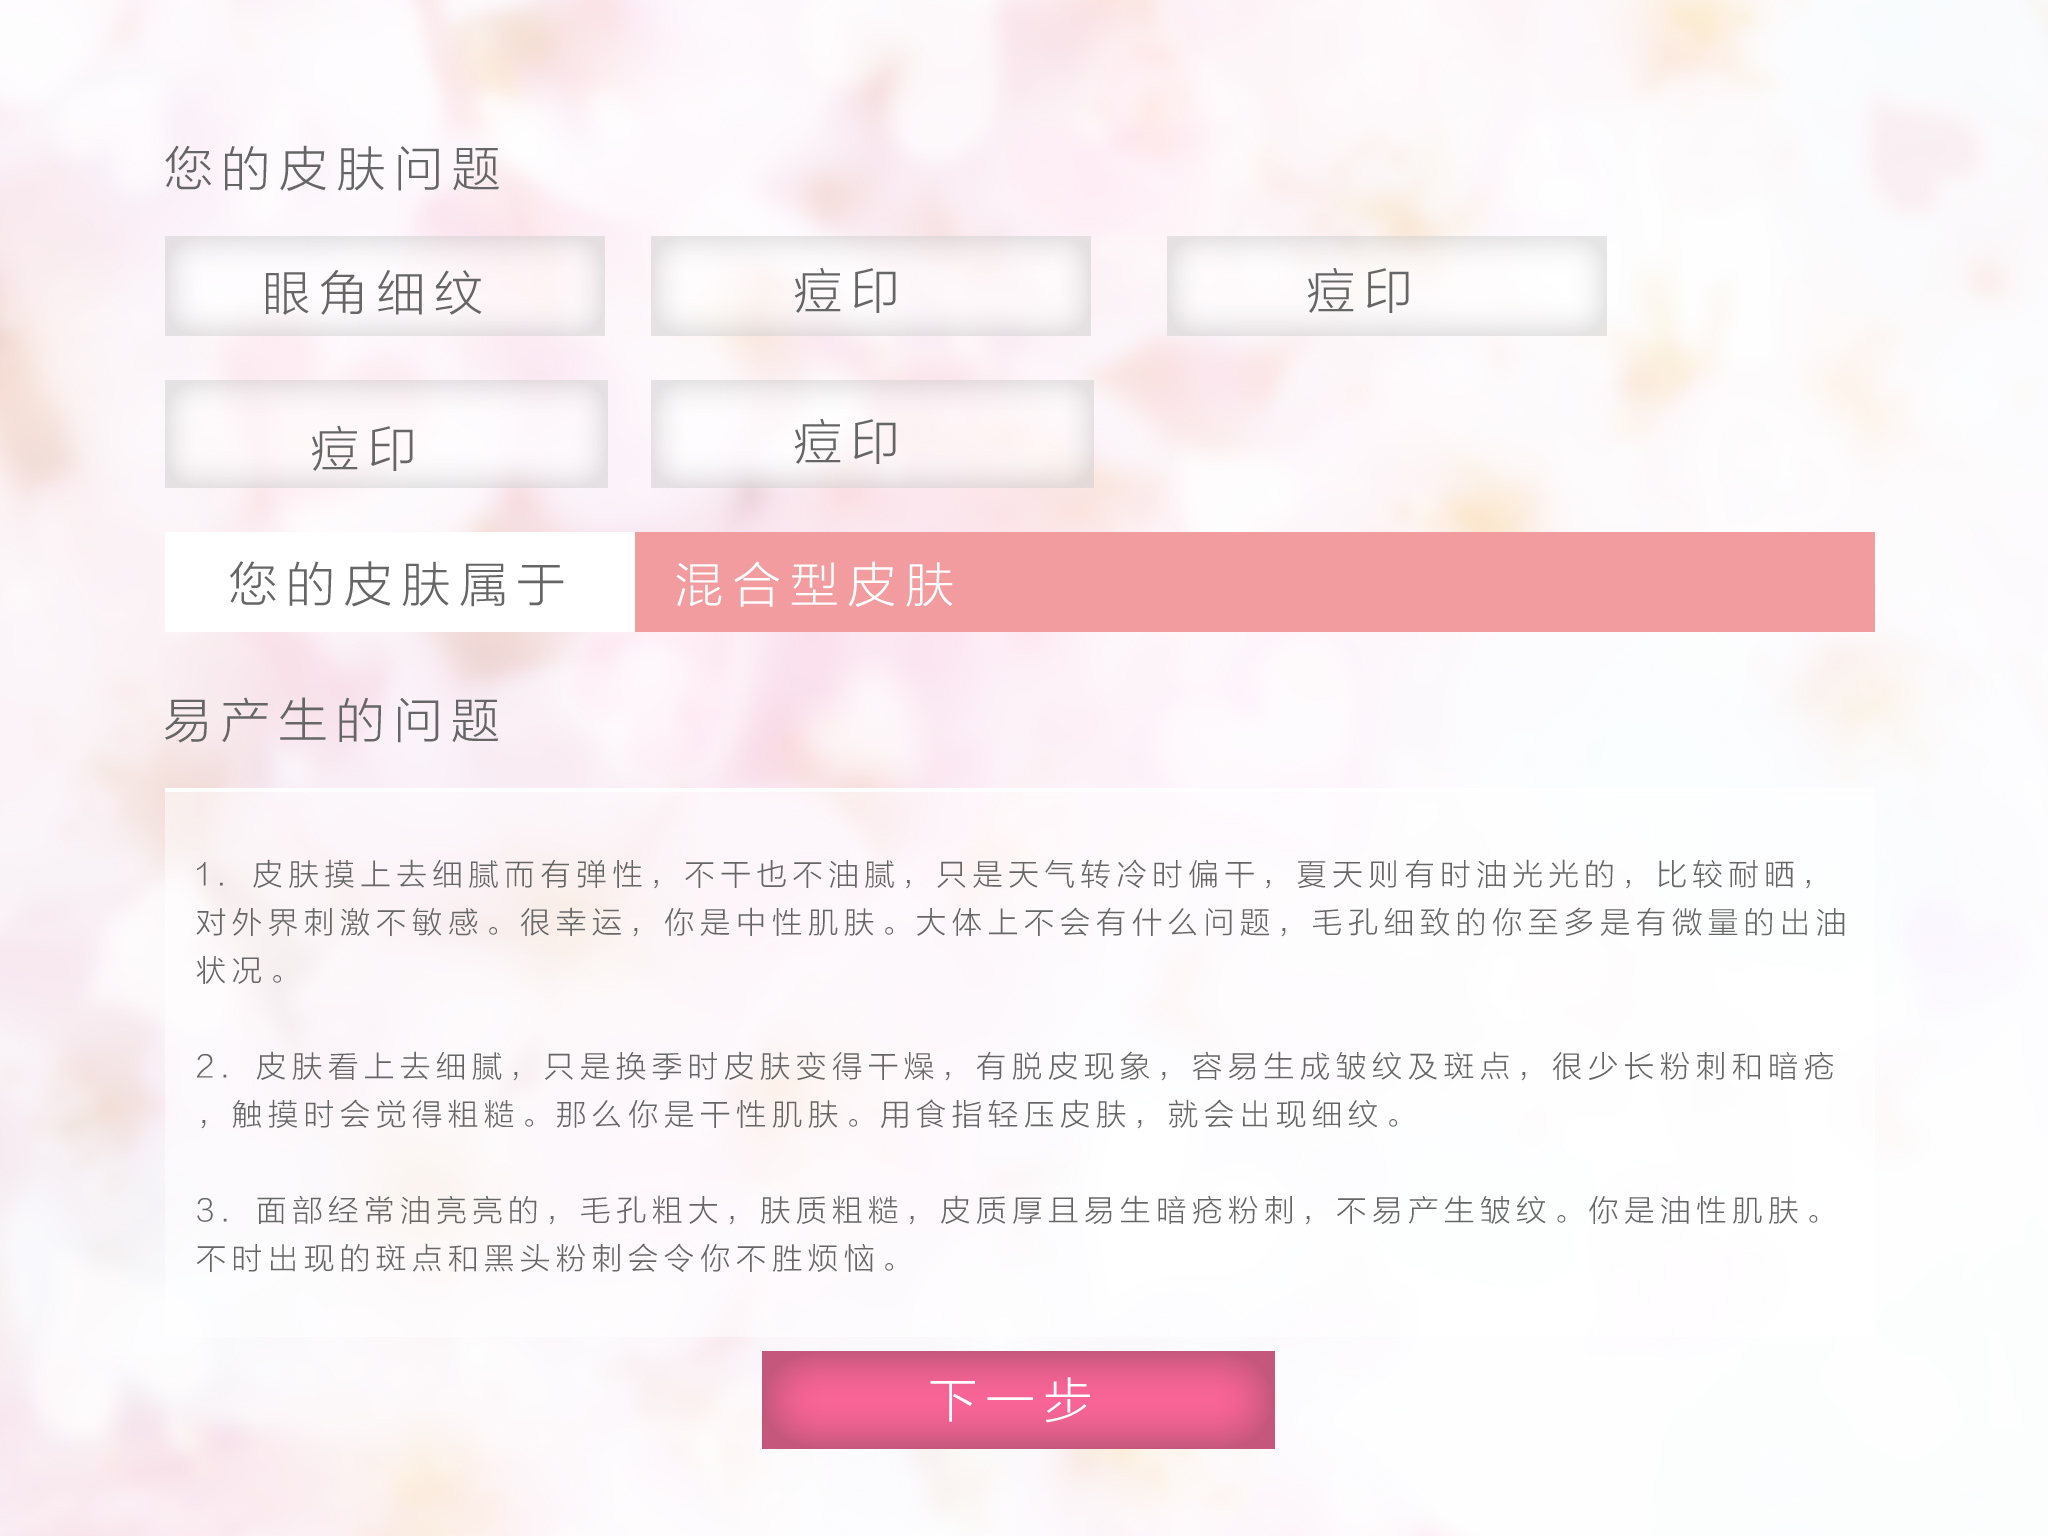 您的皮肤问题
眼角细纹 痘印 痘印
痘印 痘印
您的皮肤属于 混合型皮肤
易产生的问题
1. 皮肤摸上去细腻而有弹性，不干也不油腻，只是天气转冷时偏干，夏天则有时油光光的，比较耐晒，
对外界刺激不敏感。很幸运，你是中性肌肤。大体上不会有什么问题，毛孔细致的你至多是有微量的出油
状况。
2. 皮肤看上去细腻，只是换季时皮肤变得干燥，有脱皮现象，容易生成皱纹及斑点，很少长粉刺和暗疮
，触摸时会觉得粗糙。那么你是干性肌肤。用食指轻压皮肤，就会出现细纹。
3. 面部经常油亮亮的，毛孔粗大，肤质粗糙，皮质厚且易生暗疮粉刺，不易产生皱纹。你是油性肌肤。
不时出现的斑点和黑头粉刺会令你不胜烦恼。
下一步